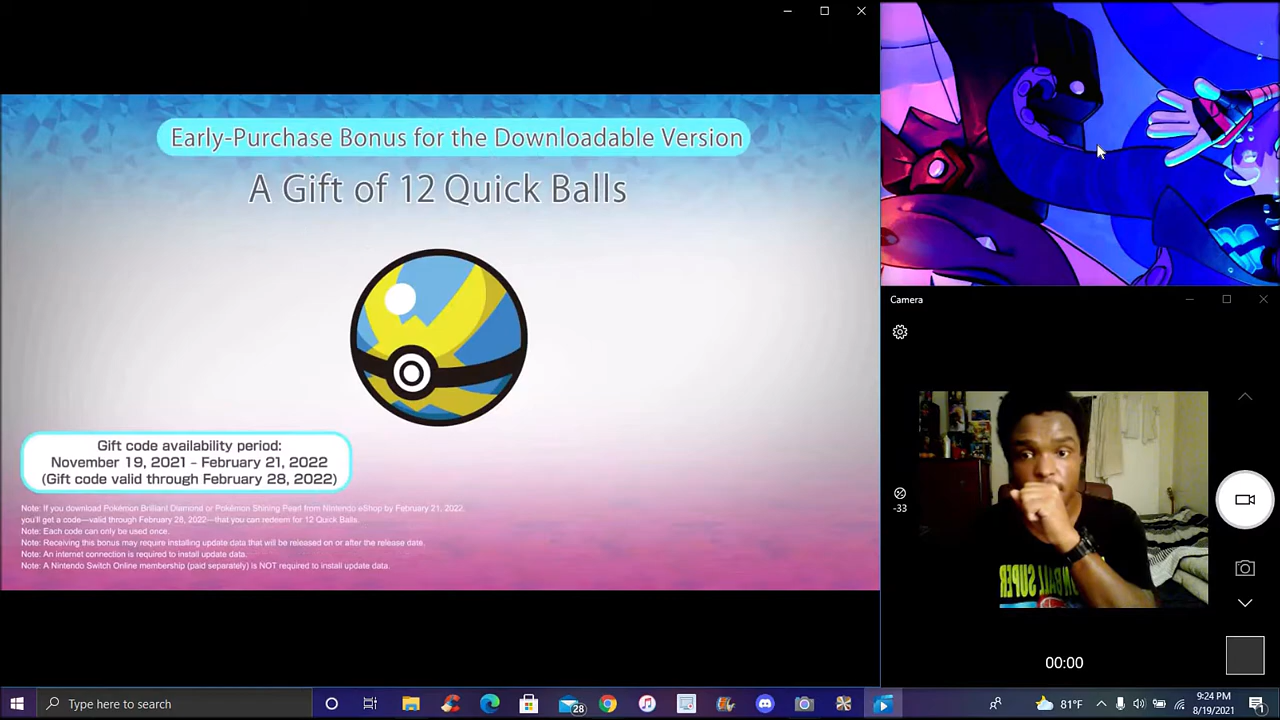 Early-Purchase Bonus for the Downloadable Version
A Gift of 12 Quick Balls
Gift code availability period:
November 19, 2021 - February 21, 2022
(Gift code valid through February 28, 2022)
Note: If you download Pokémon Brilliant Diamond or Pokémon Shining Pearl from Nintendo eShop by February 21, 2022,
you'll get a code—valid through February 28, 2022—that you can redeem for 12 Quick Balls.
Note: Each code can only be used once.
Note: Receiving this bonus may require installing update data that will be released on or after the release date.
Note: An internet connection is required to install update data.
Note: A Nintendo Switch Online membership (paid separately) is NOT required to install update data.
Camera
-33
00:00
Type here to search
28
81°F
9:24 PM
8/19/2021
1